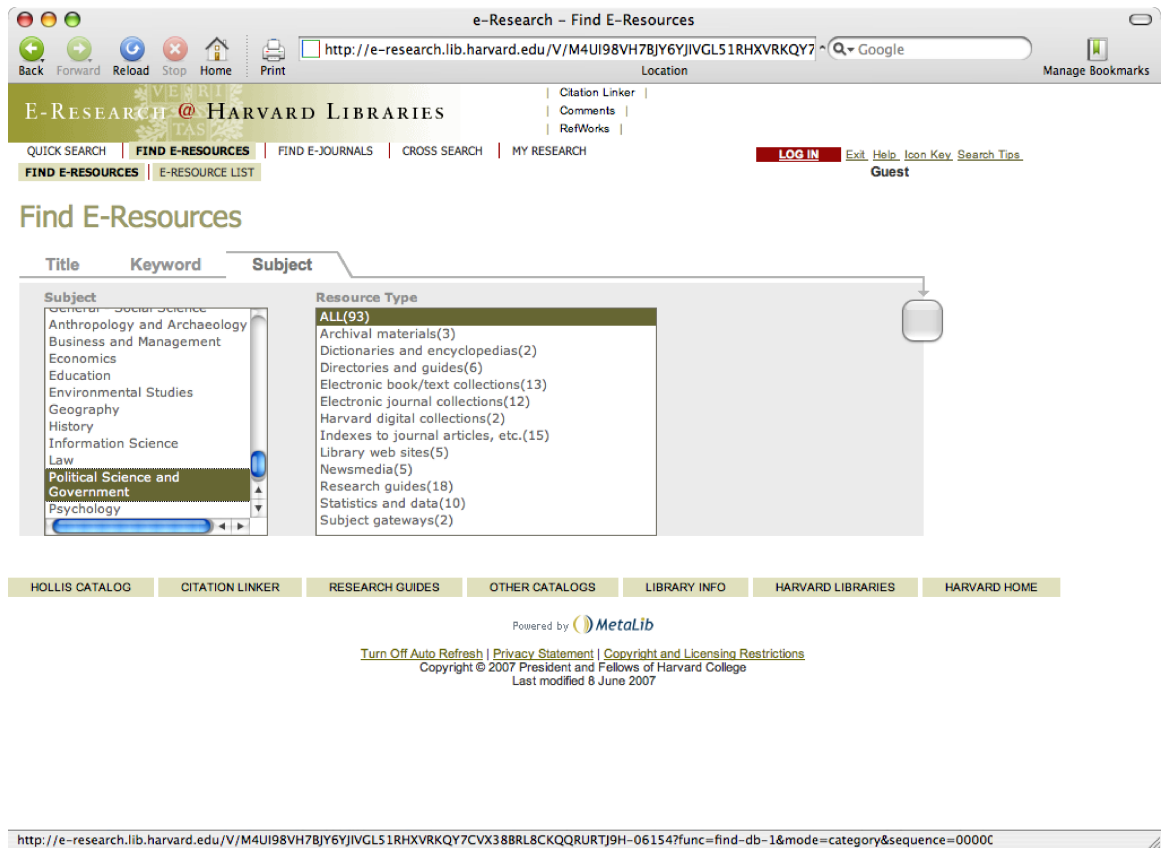 e-Research – Find E-Resources
http://e-research.lib.harvard.edu/V/M4UI98VH7BJY6YJIVGL51RHXVRKQY7
Google
Back Forward Reload Stop Home Print Location Manage Bookmarks
VE RI
TAS
E-RESEARCH @ HARVARD LIBRARIES
| Citation Linker |
| Comments |
| RefWorks |
QUICK SEARCH | FIND E-RESOURCES | FIND E-JOURNALS | CROSS SEARCH | MY RESEARCH
LOG IN Exit Help Icon Key Search Tips
FIND E-RESOURCES | E-RESOURCE LIST
Guest
Find E-Resources
Title Keyword Subject
Subject
General - Social Science
Anthropology and Archaeology
Business and Management
Economics
Education
Environmental Studies
Geography
History
Information Science
Law
Political Science and
Government
Psychology
Resource Type
ALL(93)
Archival materials(3)
Dictionaries and encyclopedias(2)
Directories and guides(6)
Electronic book/text collections(13)
Electronic journal collections(12)
Harvard digital collections(2)
Indexes to journal articles, etc.(15)
Library web sites(5)
Newsmedia(5)
Research guides(18)
Statistics and data(10)
Subject gateways(2)
HOLLIS CATALOG CITATION LINKER RESEARCH GUIDES OTHER CATALOGS LIBRARY INFO HARVARD LIBRARIES HARVARD HOME
Powered by MetaLib
Turn Off Auto Refresh | Privacy Statement | Copyright and Licensing Restrictions
Copyright © 2007 President and Fellows of Harvard College
Last modified 8 June 2007
http://e-research.lib.harvard.edu/V/M4UI98VH7BJY6YJIVGL51RHXVRKQY7CVX38BRL8CKQQRURTJ9H-06154?func=find-db-1&mode=category&sequence=00000